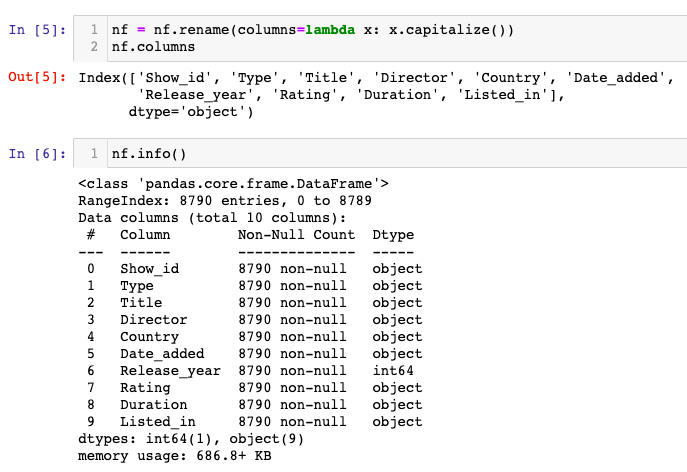 In [5]: 1 nf = nf.rename(columns=lambda x: x.capitalize())
2 nf.columns
Out[5]: Index(['Show_id', 'Type', 'Title', 'Director', 'Country', 'Date_added',
'Release_year', 'Rating', 'Duration', 'Listed_in'],
dtype='object')
In [6]: 1 nf.info()
<class 'pandas.core.frame.DataFrame'>
RangeIndex: 8790 entries, 0 to 8789
Data columns (total 10 columns):
# Column Non-Null Count Dtype
--- ------ -------------- -----
0 Show_id 8790 non-null object
1 Type 8790 non-null object
2 Title 8790 non-null object
3 Director 8790 non-null object
4 Country 8790 non-null object
5 Date_added 8790 non-null object
6 Release_year 8790 non-null int64
7 Rating 8790 non-null object
8 Duration 8790 non-null object
9 Listed_in 8790 non-null object
dtypes: int64(1), object(9)
memory usage: 686.8+ KB